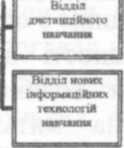 Відділ
дистанційного
навчання
Відділ нових
інформаційних
технологій
навчання